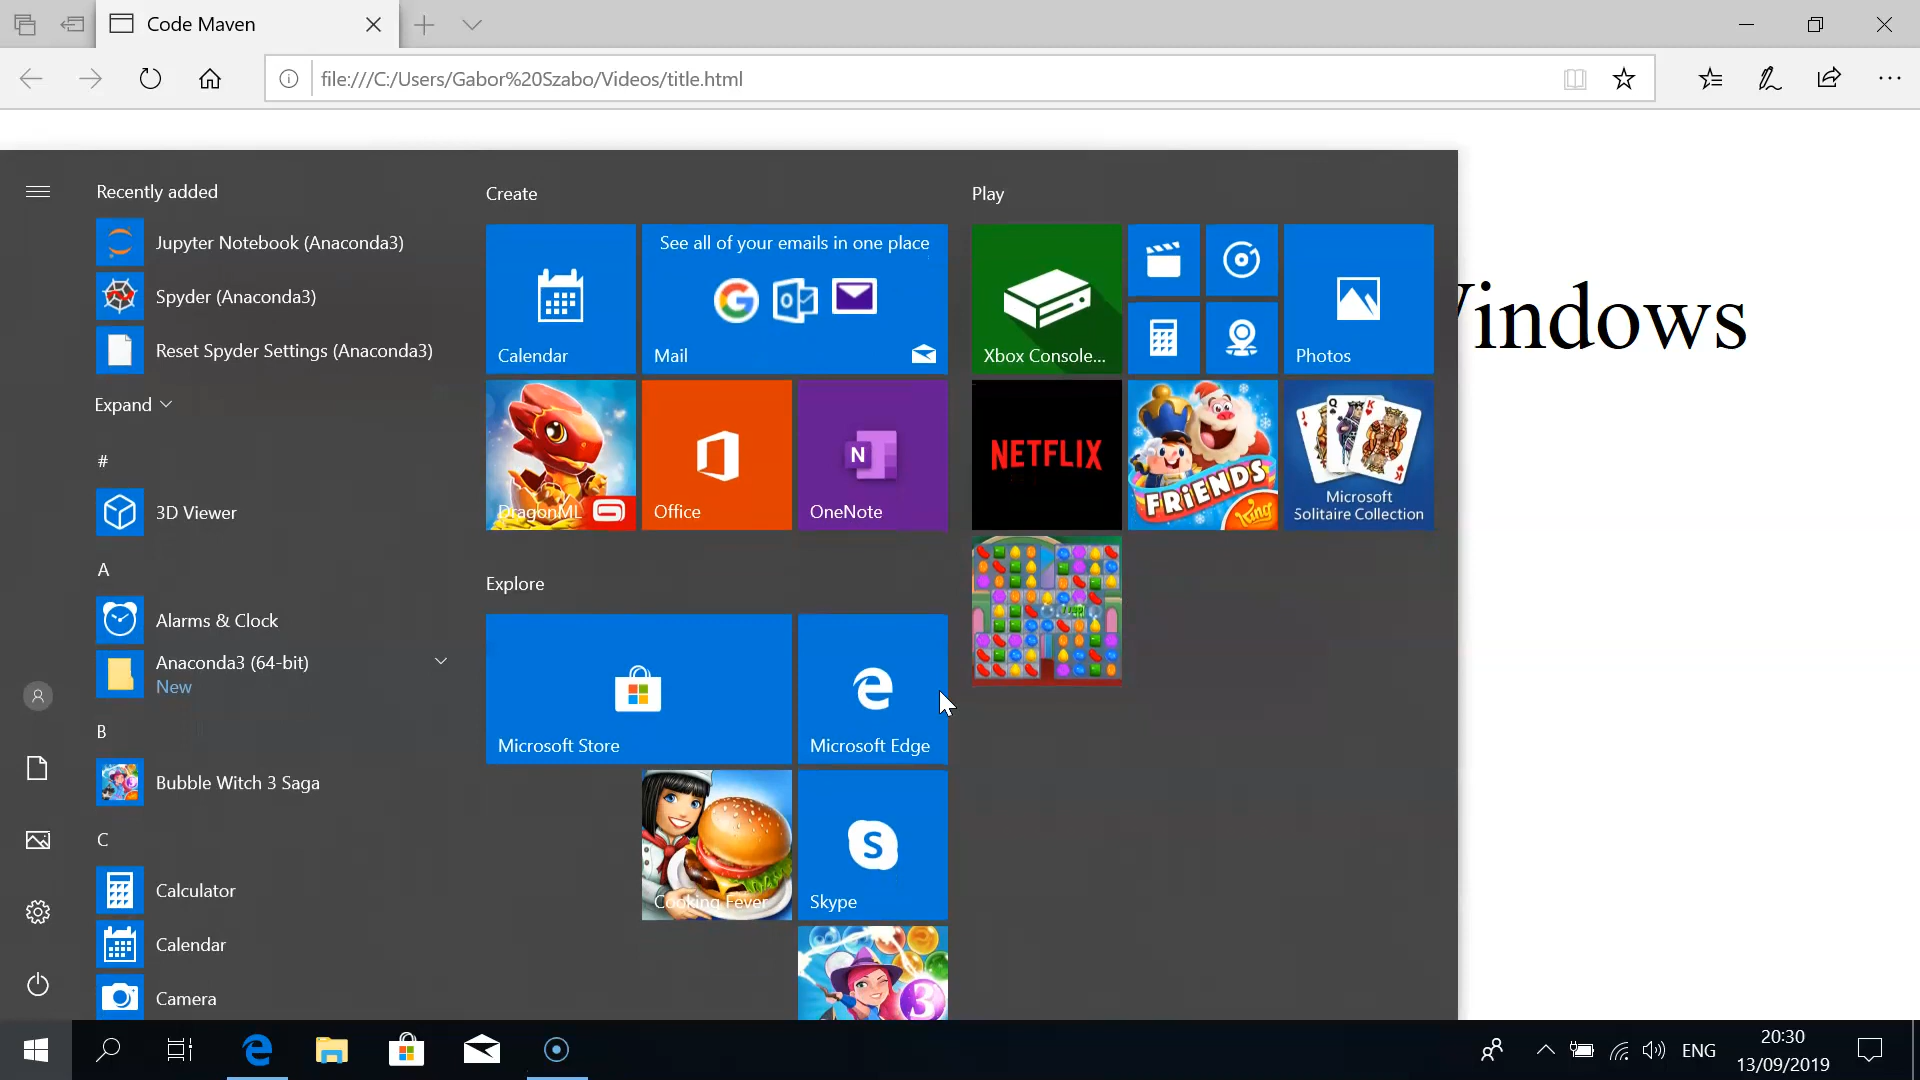 Code Maven
file:///C:/Users/Gabor%20Szabo/Videos/title.html
Recently added
Jupyter Notebook (Anaconda3)
Spyder (Anaconda3)
Reset Spyder Settings (Anaconda3)
Expand
#
3D Viewer
A
Alarms & Clock
Anaconda3 (64-bit)
New
B
Bubble Witch 3 Saga
C
Calculator
Calendar
Camera
Create
Calendar
See all of your emails in one place
Mail
DragonML
Office
N
OneNote
Explore
Microsoft Store
Microsoft Edge
Cooking Fever
Skype
3
Play
Xbox Console...
Photos
NETFLIX
FRiENDS
King
J Q K
K
Microsoft
Solitaire Collection
Windows
ENG
20:30
13/09/2019